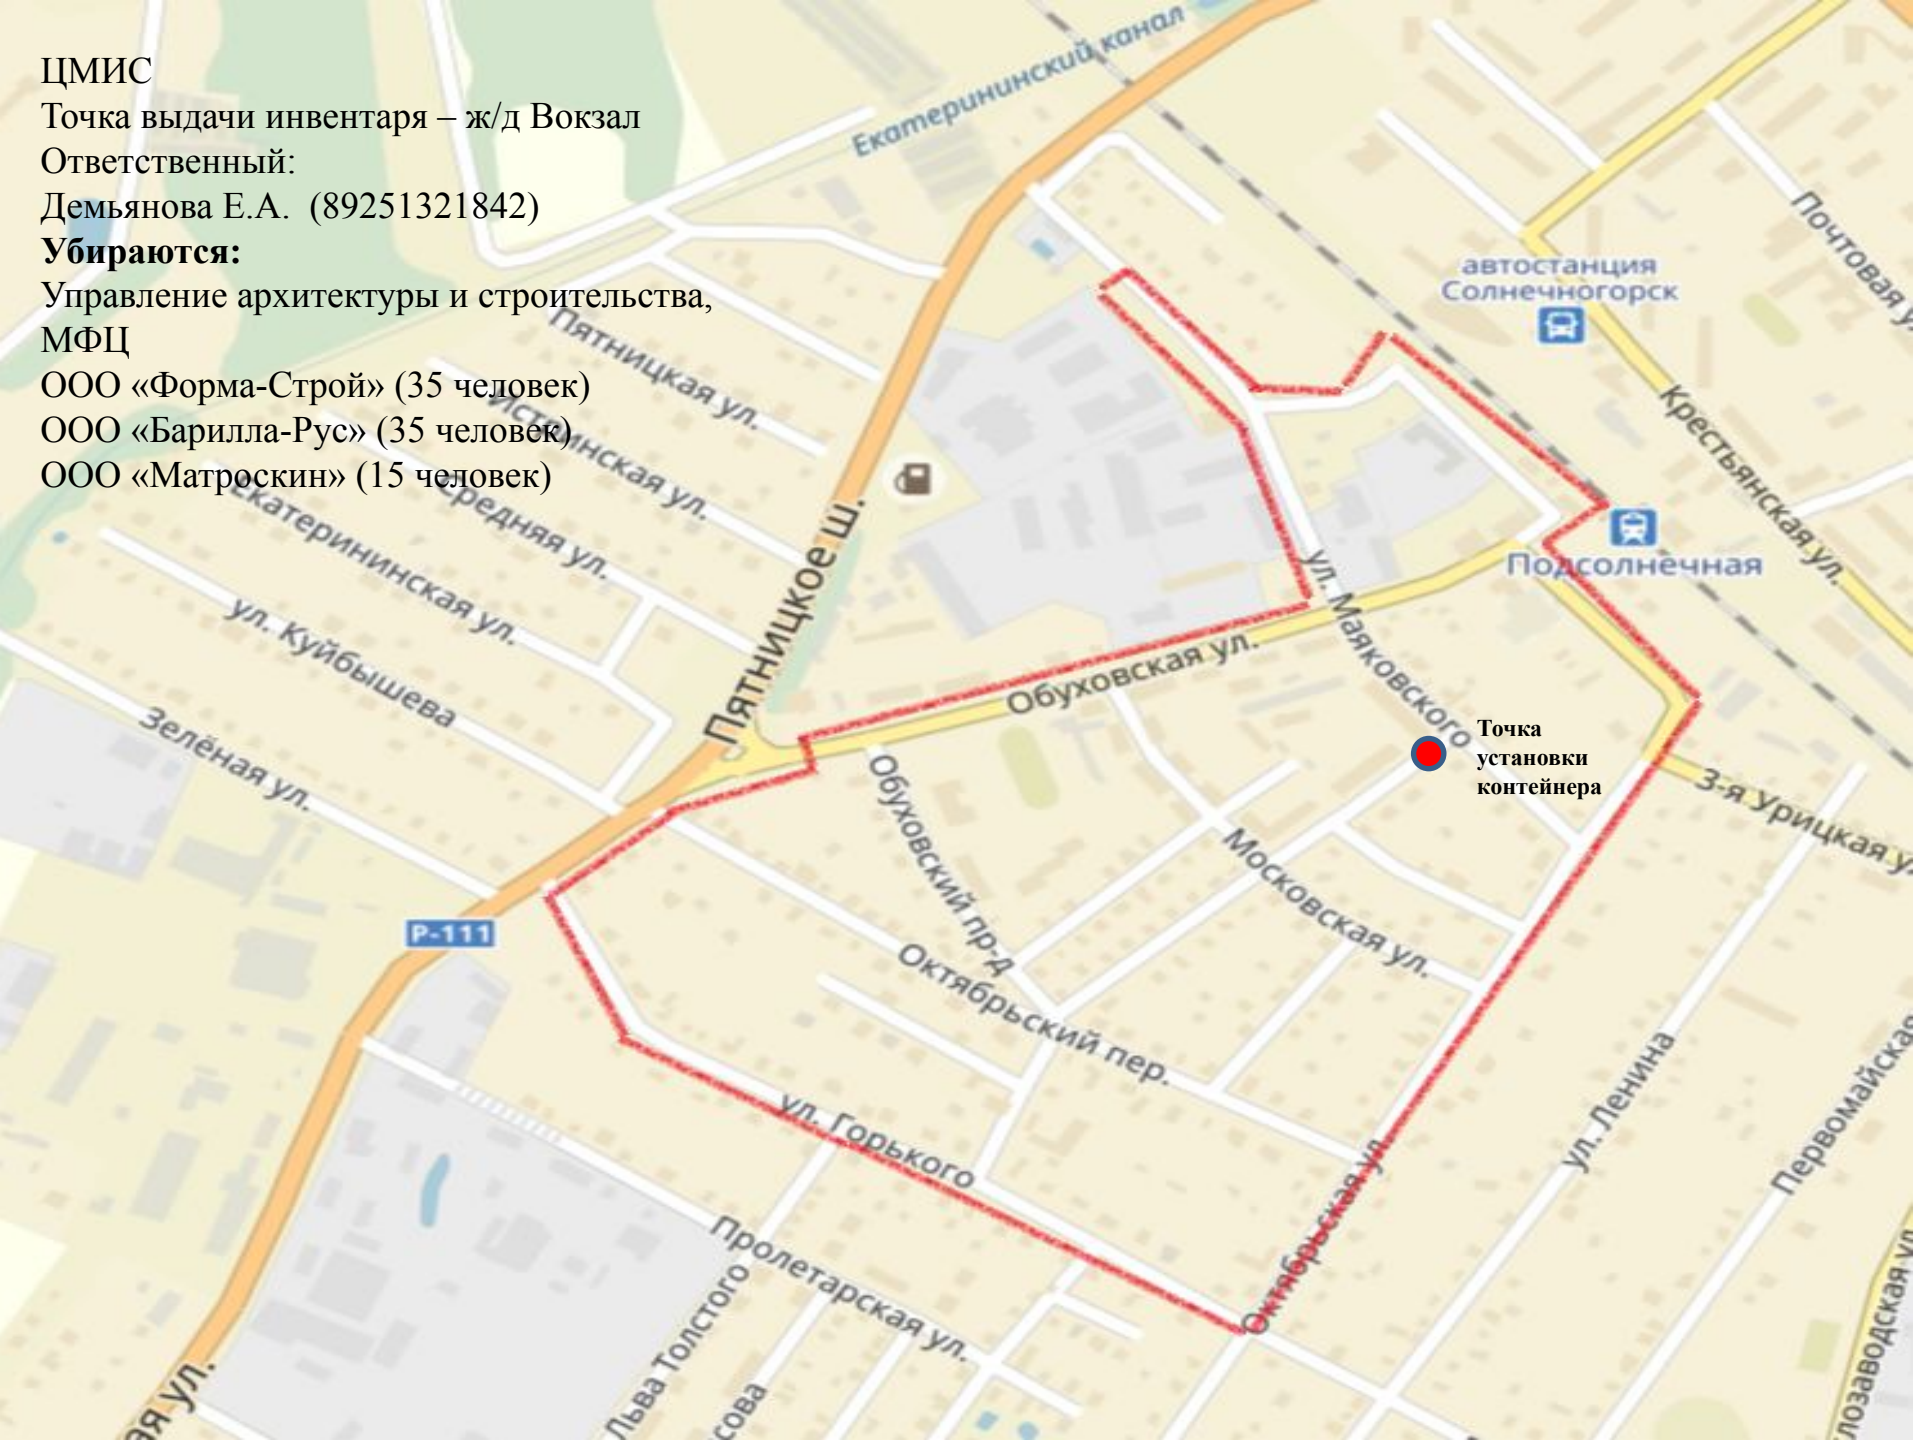 ЦМИС
Точка выдачи инвентаря – ж/д Вокзал
Ответственный:
Демьянова Е.А. (89251321842)
Убираются:
Управление архитектуры и строительства,
МФЦ
ООО «Форма-Строй» (35 человек)
ООО «Барилла-Рус» (35 человек)
ООО «Матроскин» (15 человек)
Екатерининский канал
Почтовая у
автостанция
Солнечногорск
Крестьянская ул.
Подсолнечная
Пятницкая ул.
Истринская ул.
Средняя ул.
Екатерининская ул.
ул. Куйбышева
Зелёная ул.
Пятницкое ш.
ул. Маяковского
Обуховская ул.
Точка
установки
контейнера
3-я Урицкая у
Обуховский пр-д
Московская ул.
Р-111
Октябрьский пер.
ул. Горького
Октябрьская ул.
ул. Ленина
Первомайская
Пролетарская ул.
Льва Толстого
сова
ая ул.
лозаводская ул